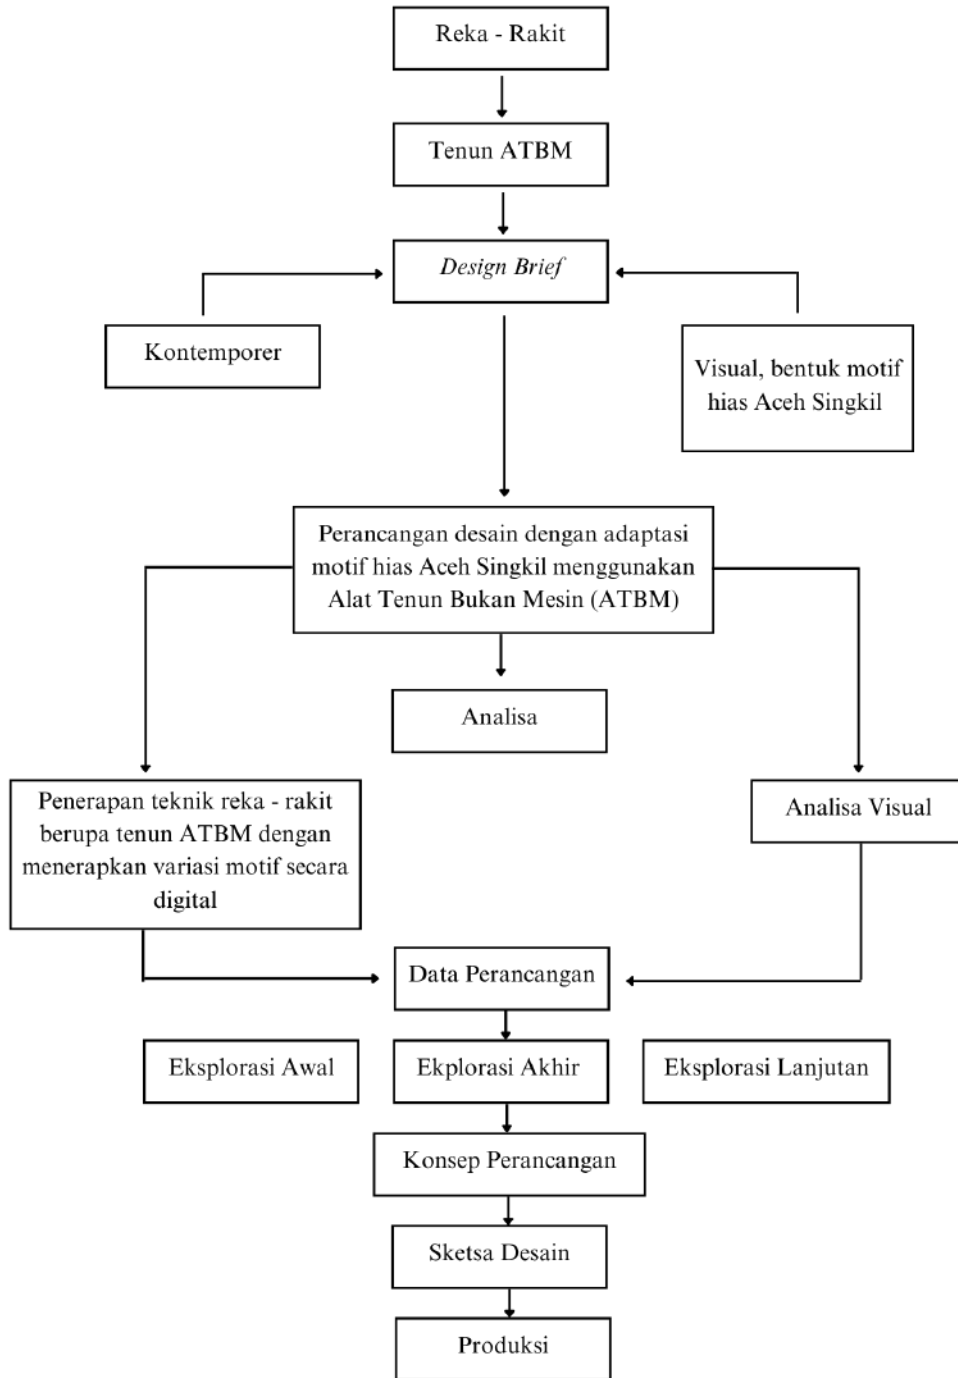 Reka - Rakit
Tenun ATBM
Design Brief
Kontemporer
Visual, bentuk motif
hias Aceh Singkil
Perancangan desain dengan adaptasi
motif hias Aceh Singkil menggunakan
Alat Tenun Bukan Mesin (ATBM)
Analisa
Penerapan teknik reka - rakit
berupa tenun ATBM dengan
menerapkan variasi motif secara
digital
Analisa Visual
Data Perancangan
Eksplorasi Awal
Ekplorasi Akhir
Eksplorasi Lanjutan
Konsep Perancangan
Sketsa Desain
Produksi